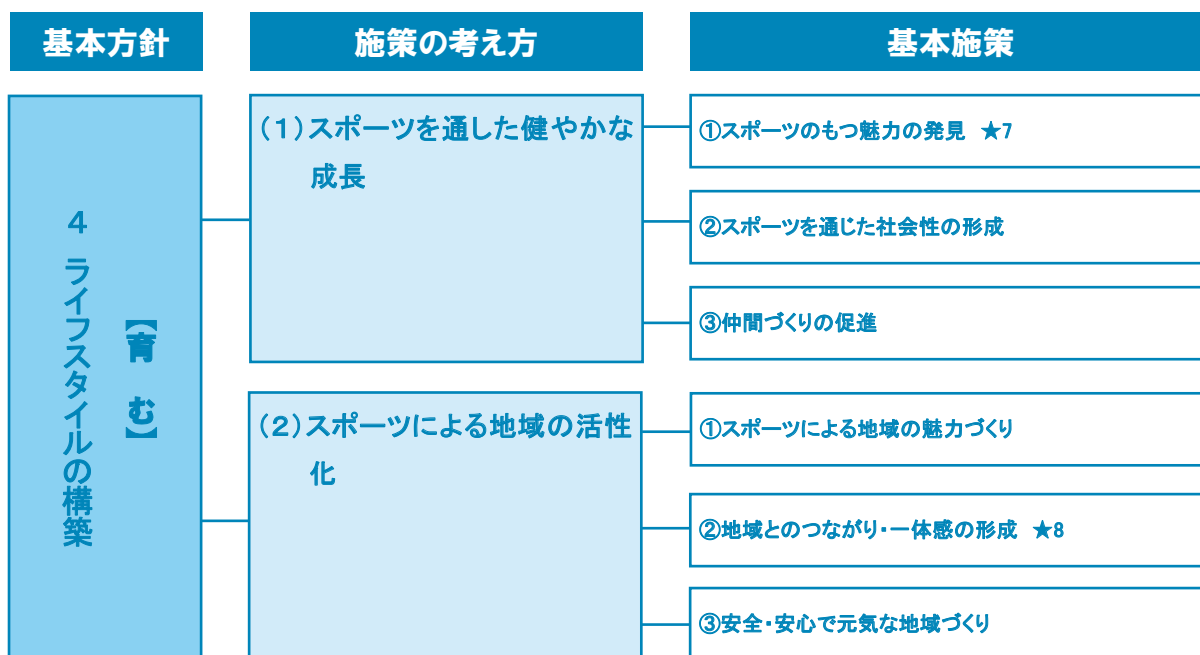 基本方針
施策の考え方
基本施策
4 ライフスタイルの構築
【育 む】
(1)スポーツを通した健やかな
成長
①スポーツのもつ魅力の発見 ★7
②スポーツを通じた社会性の形成
③仲間づくりの促進
(2)スポーツによる地域の活性
化
①スポーツによる地域の魅力づくり
②地域とのつながり・一体感の形成 ★8
③安全・安心で元気な地域づくり